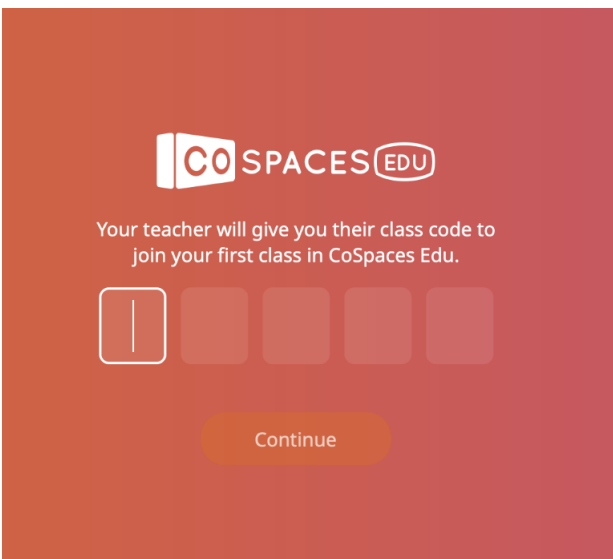 CO SPACES EDU
Your teacher will give you their class code to
join your first class in CoSpaces Edu.
Continue